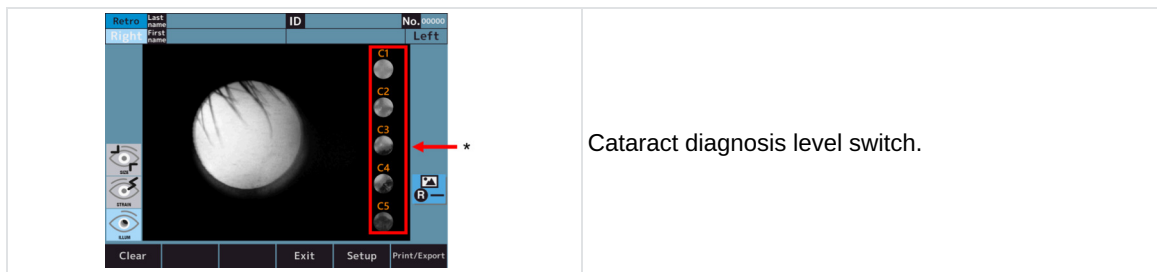 Retro Last name ID No. 00000
Right First name Left
C1
C2
C3
*
Cataract diagnosis level switch.
C4
R
C5
STRAIN
ILLUM
Clear Exit Setup Print/Export